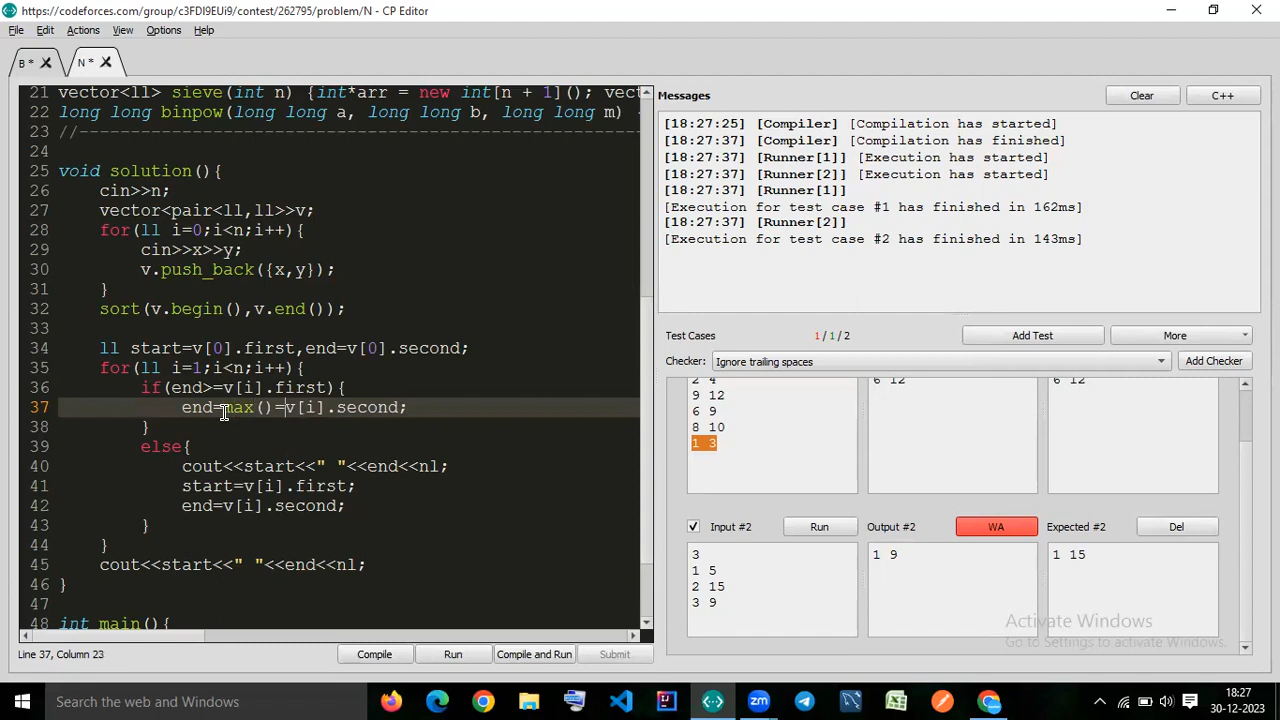 https://codeforces.com/group/c3FDI9EUi9/contest/262795/problem/N - CP Editor
File Edit Actions View Options Help
B * N *
21 vector<ll> sieve(int n) {int*arr = new int[n + 1](); vect
22 long long binpow(long long a, long long b, long long m)
23 //---------------------------------------------------------
24
25 void solution(){
26 cin>>n;
27 vector<pair<ll,ll>>v;
28 for(ll i=0;i<n;i++){
29 cin>>x>>y;
30 v.push_back({x,y});
31 }
32 sort(v.begin(),v.end());
33
34 ll start=v[0].first,end=v[0].second;
35 for(ll i=1;i<n;i++){
36 if(end>=v[i].first){
37 end=max()=v[i].second;
38 }
39 else{
40 cout<<start<<" "<<end<<nl;
41 start=v[i].first;
42 end=v[i].second;
43 }
44 }
45 cout<<start<<" "<<end<<nl;
46 }
47
48 int main(){
Line 37, Column 23
Compile Run Compile and Run Submit
Messages Clear C++
[18:27:25] [Compiler] [Compilation has started]
[18:27:37] [Compiler] [Compilation has finished]
[18:27:37] [Runner[1]] [Execution has started]
[18:27:37] [Runner[2]] [Execution has started]
[18:27:37] [Runner[1]]
[Execution for test case #1 has finished in 162ms]
[18:27:37] [Runner[2]]
[Execution for test case #2 has finished in 143ms]
Test Cases 1 / 1 / 2 Add Test More
Checker: Ignore trailing spaces Add Checker
2 4 6 12 6 12
9 12
6 9
8 10
1 3
Input #2 Run Output #2 WA Expected #2 Del
3 1 9 1 15
1 5
2 15
3 9
Activate Windows
Go to Settings to activate Windows.
Search the web and Windows
18:27
30-12-2023